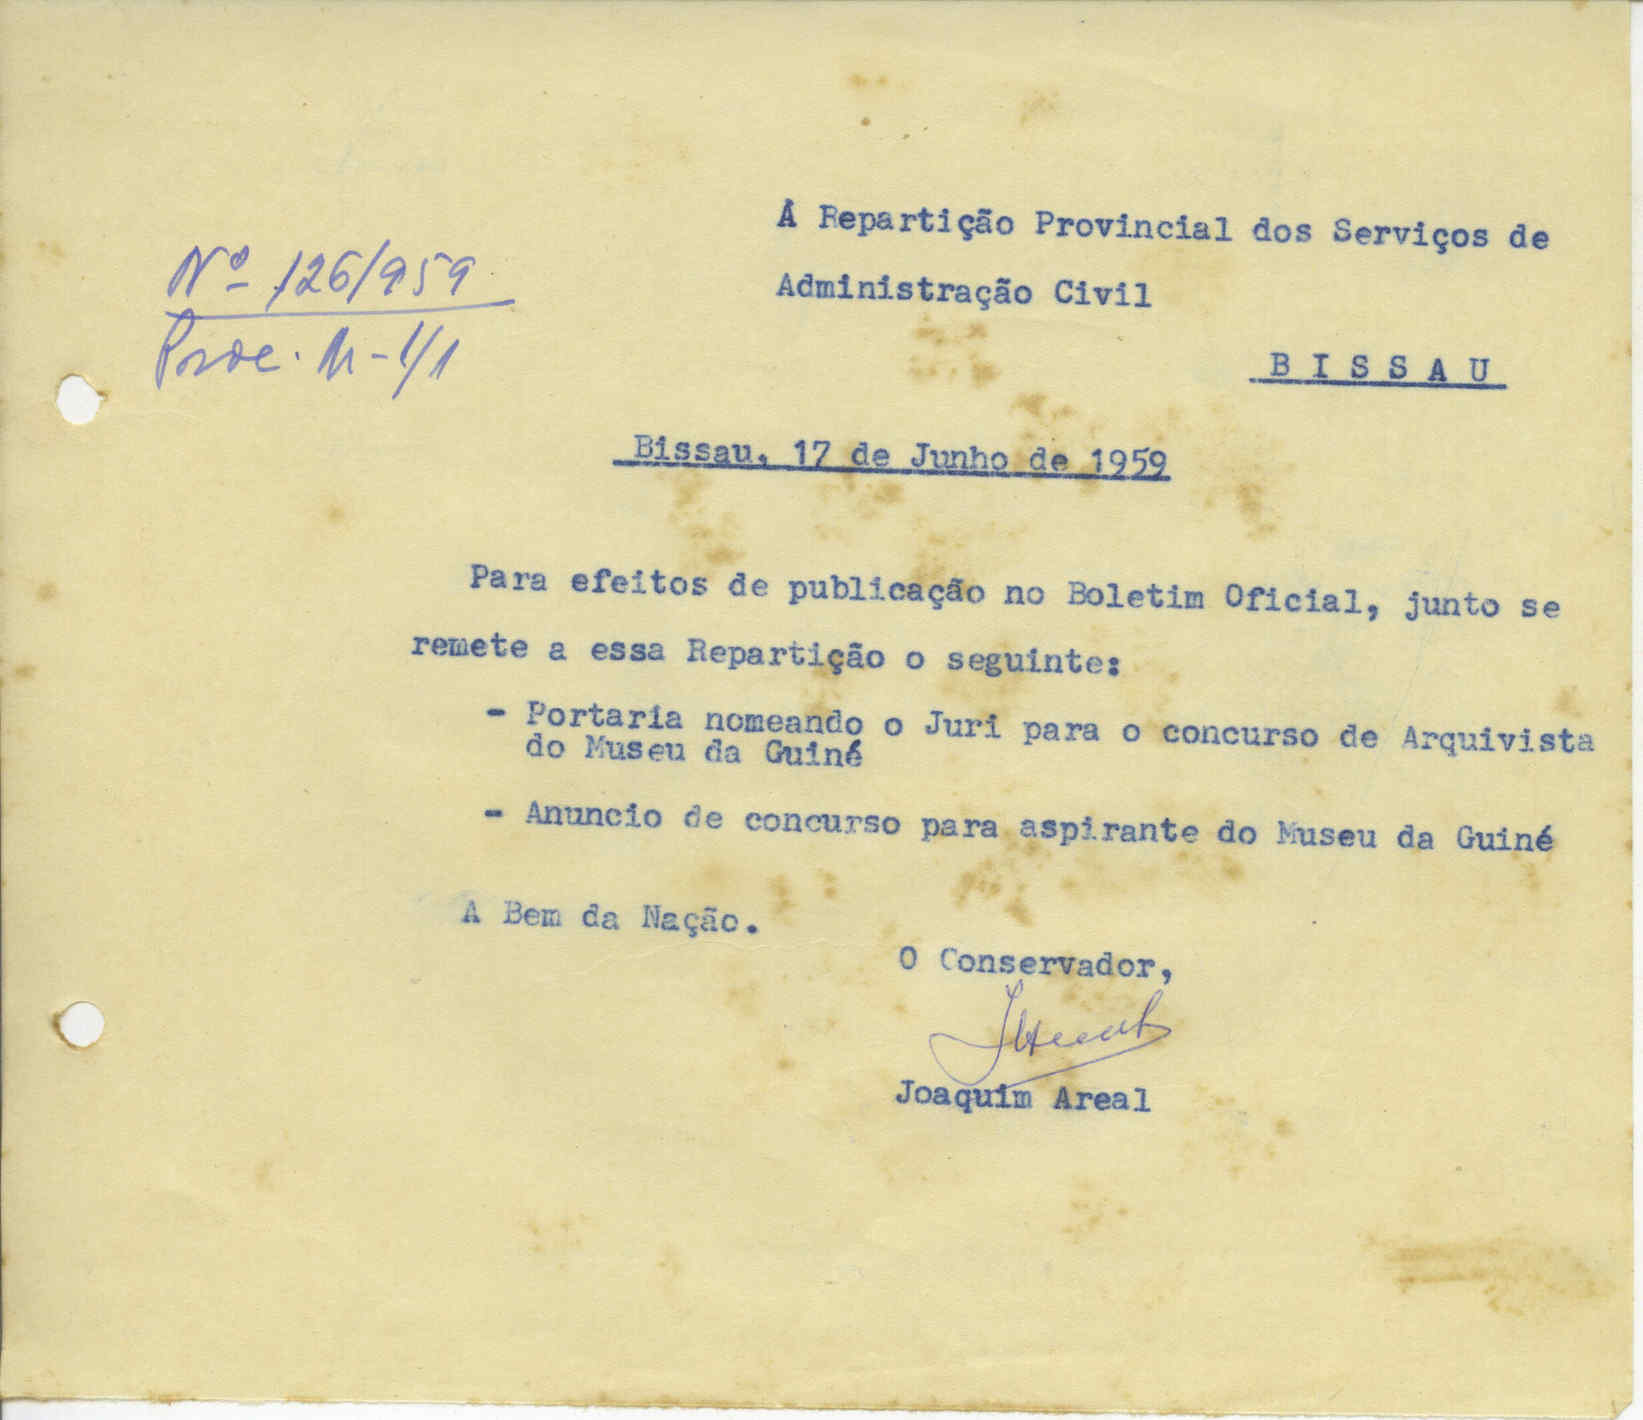 Á Repartição Provincial dos Serviços de
Administração Civil
B I S S A U
Nº 126/959
Proc. M-1/1
Bissau, 17 de Junho de 1959
Para efeitos de publicação no Boletim Oficial, junto se
remete a essa Repartição o seguinte:
- Portaria nomeando o Juri para o concurso de Arquivista
do Museu da Guiné
- Anuncio de concurso para aspirante do Museu da Guiné
A Bem da Nação.
O Conservador,
Joaquim Areal